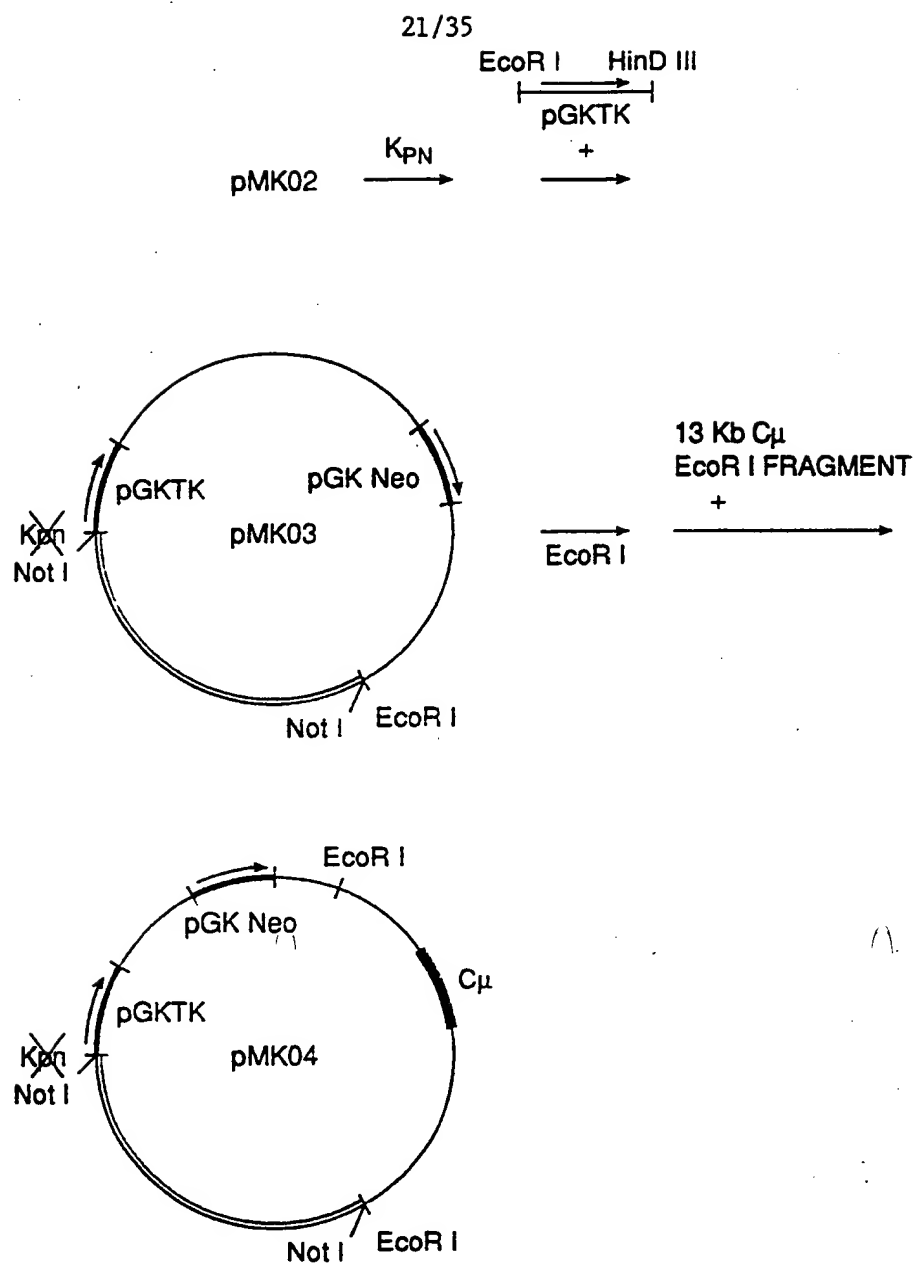 21/35
EcoR I HinD III
pGKTK
pMK02 KPN +
pGKTK
pGK Neo
13 Kb Cμ
EcoR I FRAGMENT
+
Kpn
Not I
pMK03
EcoR I
Not I EcoR I
EcoR I
pGK Neo
Cμ
pGKTK
Kpn
Not I
pMK04
Not I EcoR I